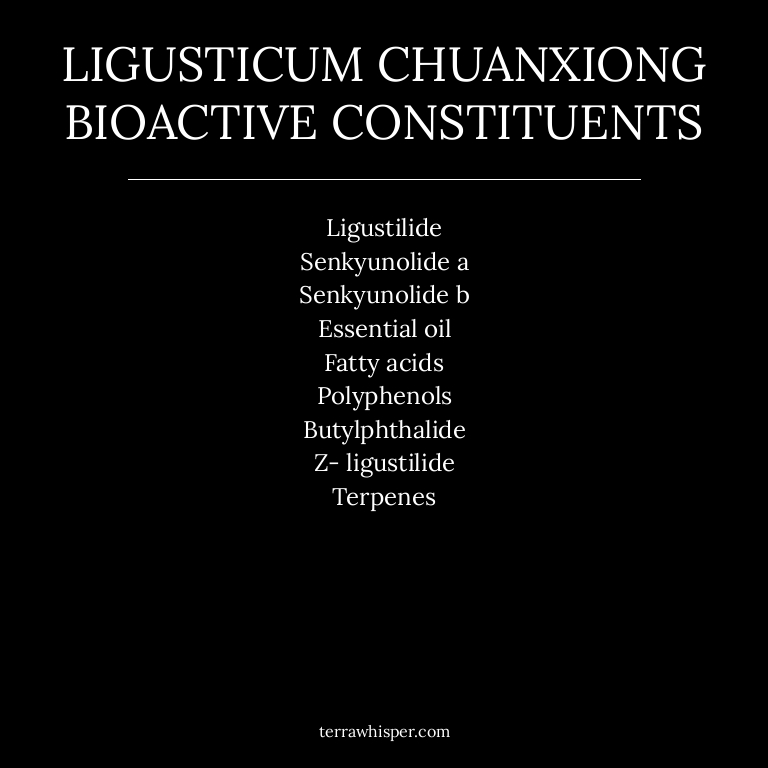 LIGUSTICUM CHUANXIONG
BIOACTIVE CONSTITUENTS
Ligustilide
Senkyunolide a
Senkyunolide b
Essential oil
Fatty acids
Polyphenols
Butylphthalide
Z- ligustilide
Terpenes
terrawhisper.com